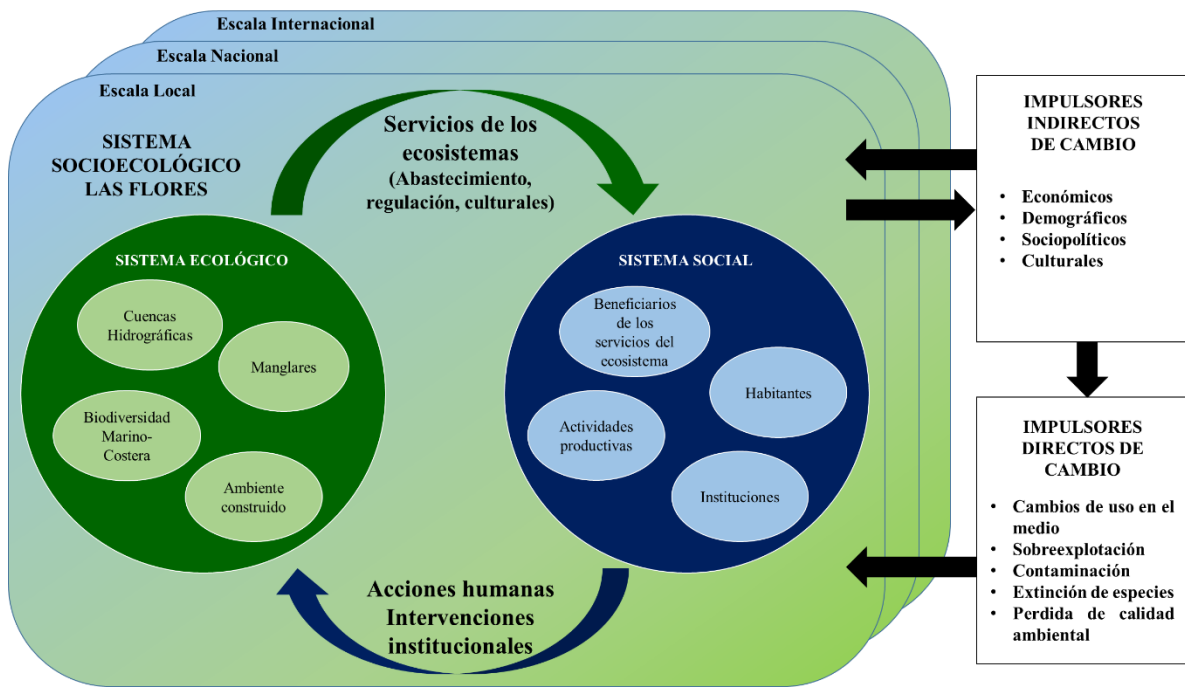 Escala Internacional
Escala Nacional
Escala Local
SISTEMA
SOCIOECOLÓGICO
LAS FLORES
Servicios de los
ecosistemas
(Abastecimiento,
regulación, culturales)
SISTEMA ECOLÓGICO
Cuencas
Hidrográficas
Manglares
Biodiversidad
Marino-
Costera
Ambiente
construido
SISTEMA SOCIAL
Beneficiarios
de los
servicios del
ecosistema
Habitantes
Actividades
productivas
Instituciones
Acciones humanas
Intervenciones
institucionales
IMPULSORES
INDIRECTOS
DE CAMBIO
• Económicos
• Demográficos
• Sociopolíticos
• Culturales
IMPULSORES
DIRECTOS DE
CAMBIO
• Cambios de uso en el
medio
• Sobreexplotación
• Contaminación
• Extinción de especies
• Perdida de calidad
ambiental